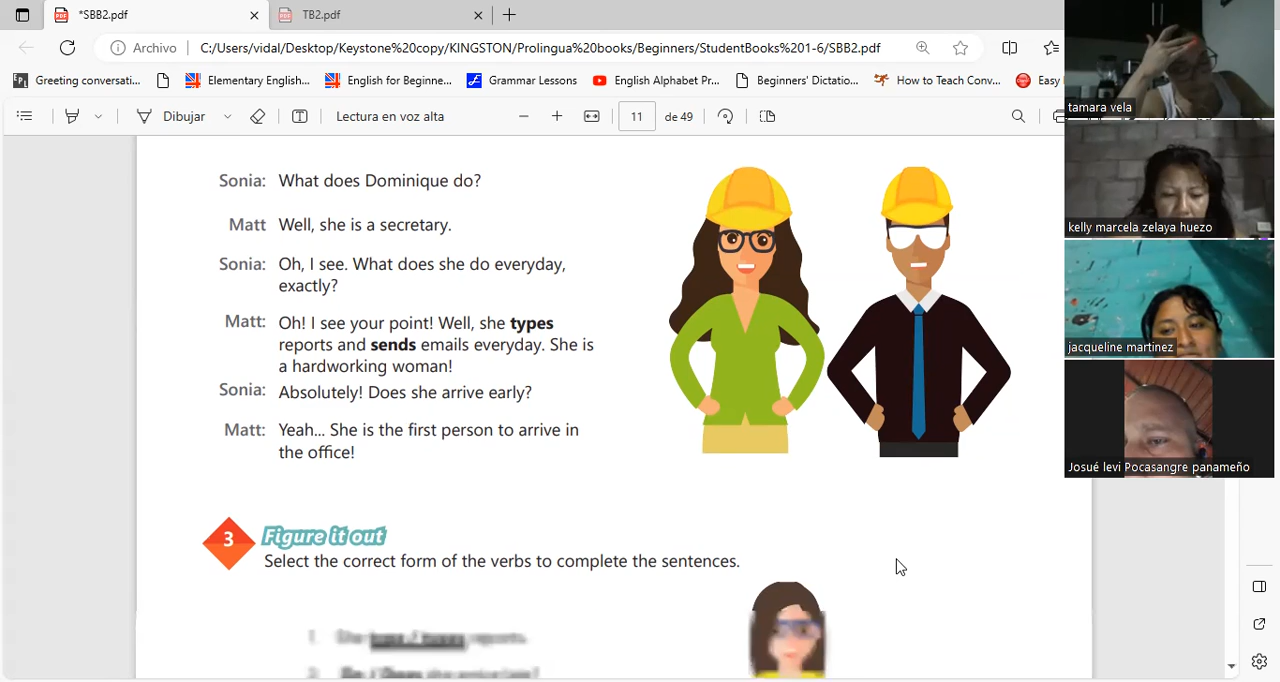 *SBB2.pdf
TB2.pdf
Archivo
C:/Users/vidal/Desktop/Keystone%20copy/KINGSTON/Prolingua%20books/Beginners/StudentBooks%201-6/SBB2.pdf
Greeting conversati...
Elementary English...
English for Beginne...
Grammar Lessons
English Alphabet Pr...
Beginners' Dictatio...
How to Teach Conv...
Easy
Dibujar
Lectura en voz alta
11
de 49
Sonia: What does Dominique do?
Matt Well, she is a secretary.
Sonia: Oh, I see. What does she do everyday,
exactly?
Matt: Oh! I see your point! Well, she types
reports and sends emails everyday. She is
a hardworking woman!
Sonia: Absolutely! Does she arrive early?
Matt: Yeah... She is the first person to arrive in
the office!
3 Figure it out
Select the correct form of the verbs to complete the sentences.
tamara vela
kelly marcela zelaya huezo
jacqueline martinez
Josué levi Pocasangre panameño